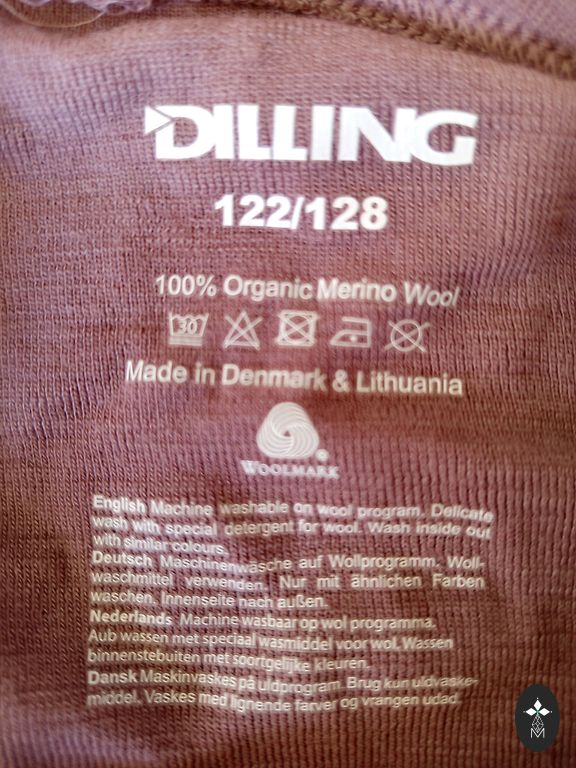 DILLING
122/128
100% Organic Merino Wool
30
Made in Denmark & Lithuania
WOOLMARK
English Machine washable on wool program. Delicate
wash with special detergent for wool. Wash inside out
with similar colours.
Deutsch Maschinenwäsche auf Wollprogramm. Woll-
waschmittel verwenden. Nur mit ähnlichen Farben
waschen. Innenseite nach außen.
Nederlands Machine wasbaar op wol programma.
Aub wassen met speciaal wasmiddel voor wol. Wassen
binnenstebuiten met soortgelijke kleuren.
Dansk Maskinvaskes på uldprogram. Brug kun uldvaske-
middel. Vaskes med lignende farver og vrangen udad.
M